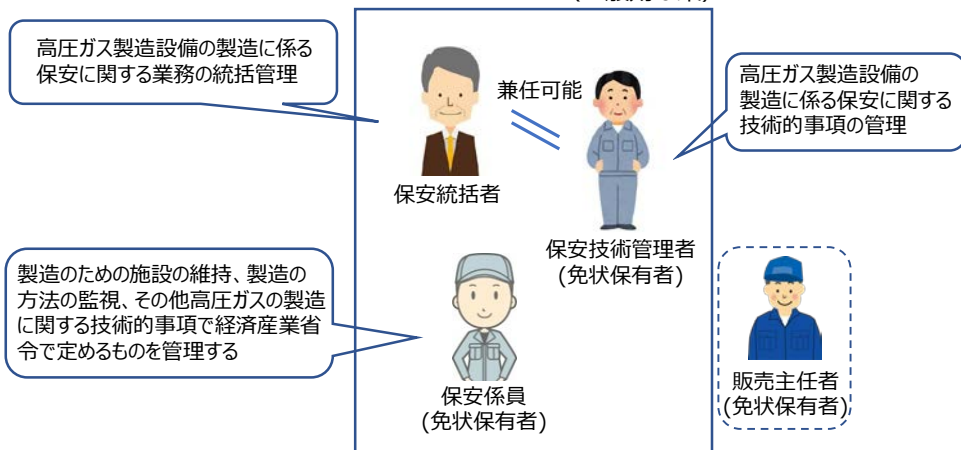 高圧ガス製造設備の製造に係る
保安に関する業務の統括管理
兼任可能
高圧ガス製造設備の
製造に係る保安に関する
技術的事項の管理
保安統括者
保安技術管理者
(免状保有者)
製造のための施設の維持、製造の
方法の監視、その他高圧ガスの製造
に関する技術的事項で経済産業省
令で定めるものを管理する
保安係員
(免状保有者)
販売主任者
(免状保有者)